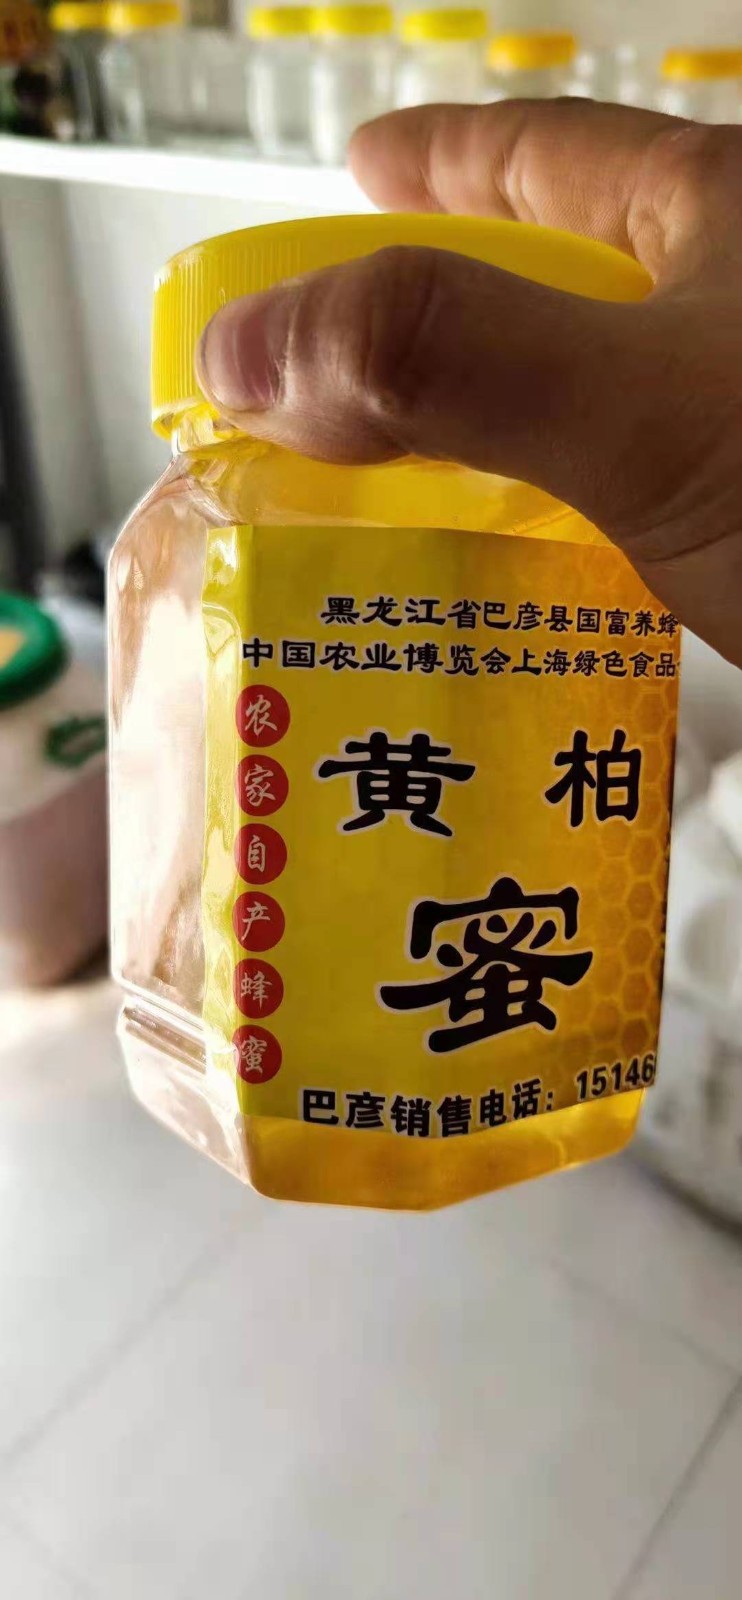 黑龙江省巴彦县国富养蜂
中国农业博览会上海绿色食品
农家自产蜂蜜
黄柏
蜜
巴彦销售电话：15146